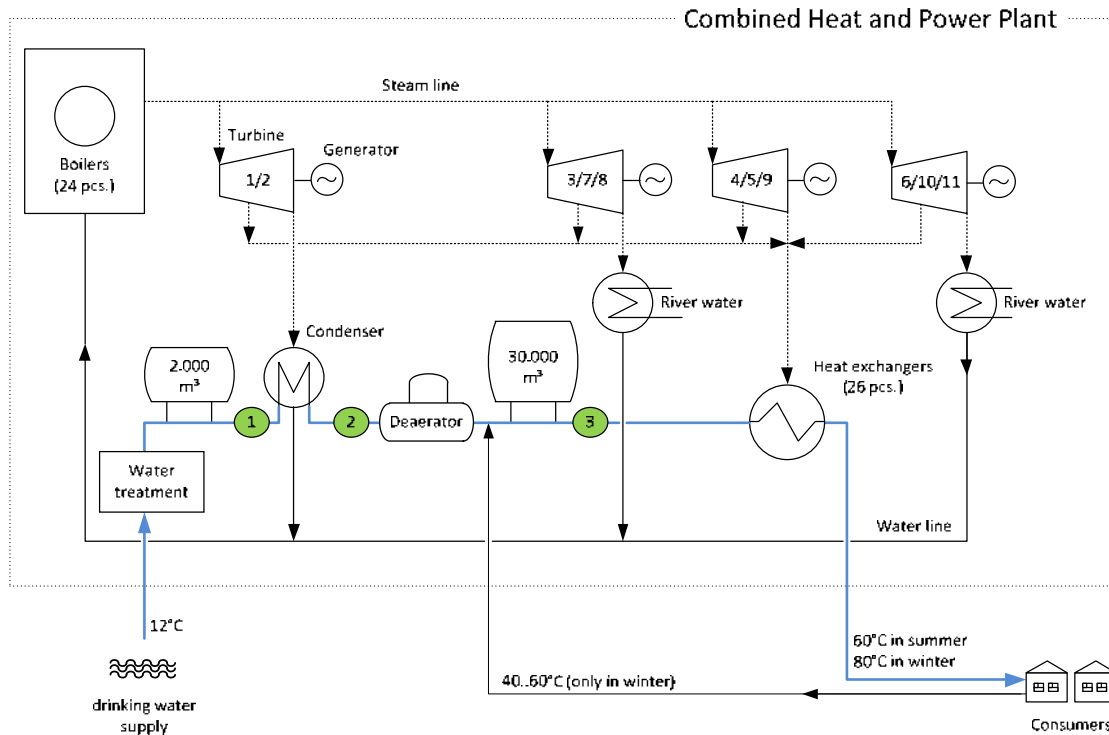 Combined Heat and Power Plant
Steam line
Boilers
(24 pcs.)
Turbine
Generator
1/2
3/7/8
4/5/9
6/10/11
River water
River water
Condenser
2.000
m³
30.000
m³
Heat exchangers
(26 pcs.)
1
2
Deaerator
3
Water
treatment
Water line
12°C
60°C in summer
80°C in winter
40..60°C (only in winter)
drinking water
supply
Consumers